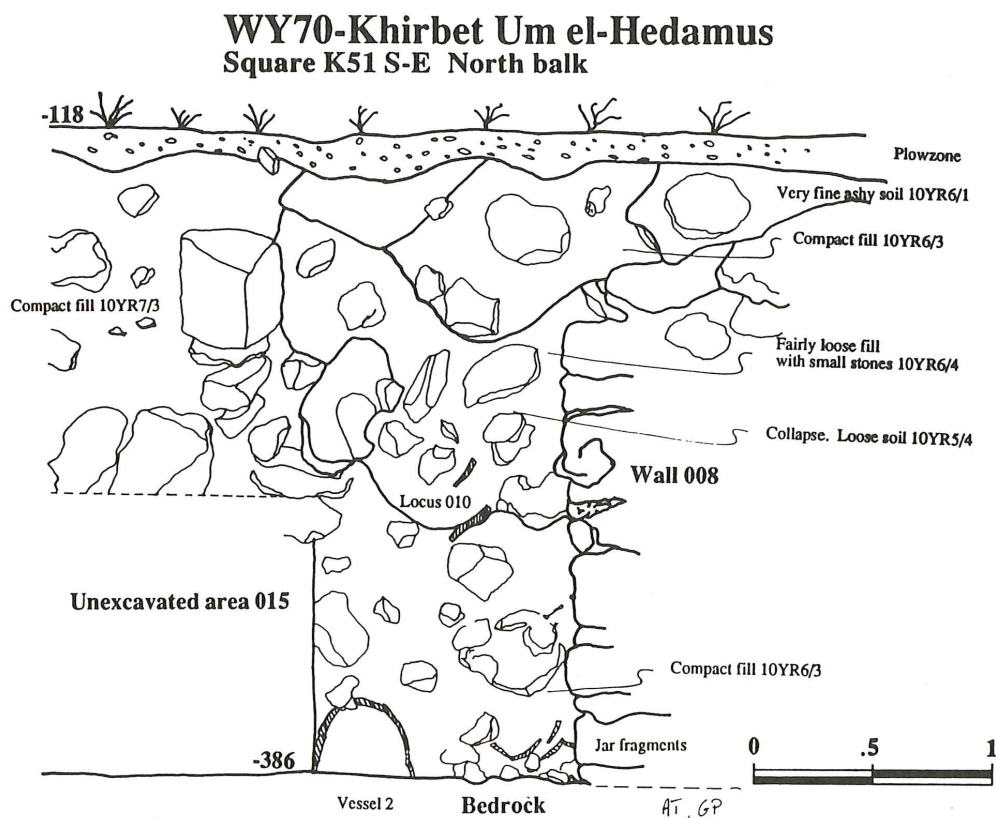 WY70-Khirbet Um el-Hedamus
Square K51 S-E North balk
-118
Plowzone
Very fine ashy soil 10YR6/1
Compact fill 10YR6/3
Compact fill 10YR7/3
Fairly loose fill
with small stones 10YR6/4
Collapse. Loose soil 10YR5/4
Wall 008
Locus 010
Unexcavated area 015
Compact fill 10YR6/3
Jar fragments
0 .5 1
-386
Vessel 2
Bedrock
AT, GP